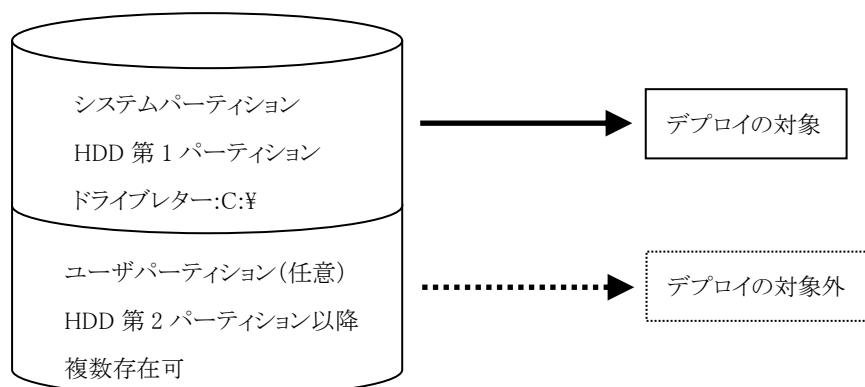 システムパーティション
HDD 第 1 パーティション
ドライブレター:C:¥
デプロイの対象
ユーザパーティション(任意)
HDD 第 2 パーティション以降
複数存在可
デプロイの対象外